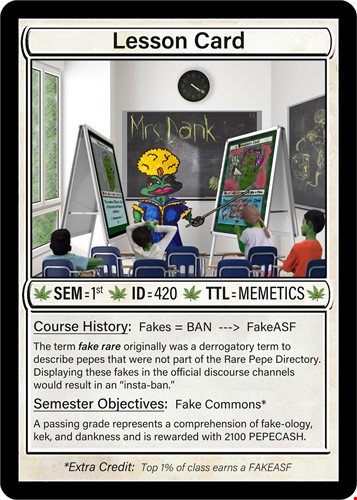 Lesson Card
Mrs. Dank
SEM=1st ID=420 TTL=MEMETICS
Course History: Fakes = BAN ---> FakeASF
The term fake rare originally was a derrogatory term to
describe pepes that were not part of the Rare Pepe Directory.
Displaying these fakes in the official discourse channels
would result in an “insta-ban.”
Semester Objectives: Fake Commons*
A passing grade represents a comprehension of fake-ology,
kek, and dankness and is rewarded with 2100 PEPECASH.
*Extra Credit: Top 1% of class earns a FAKEASF